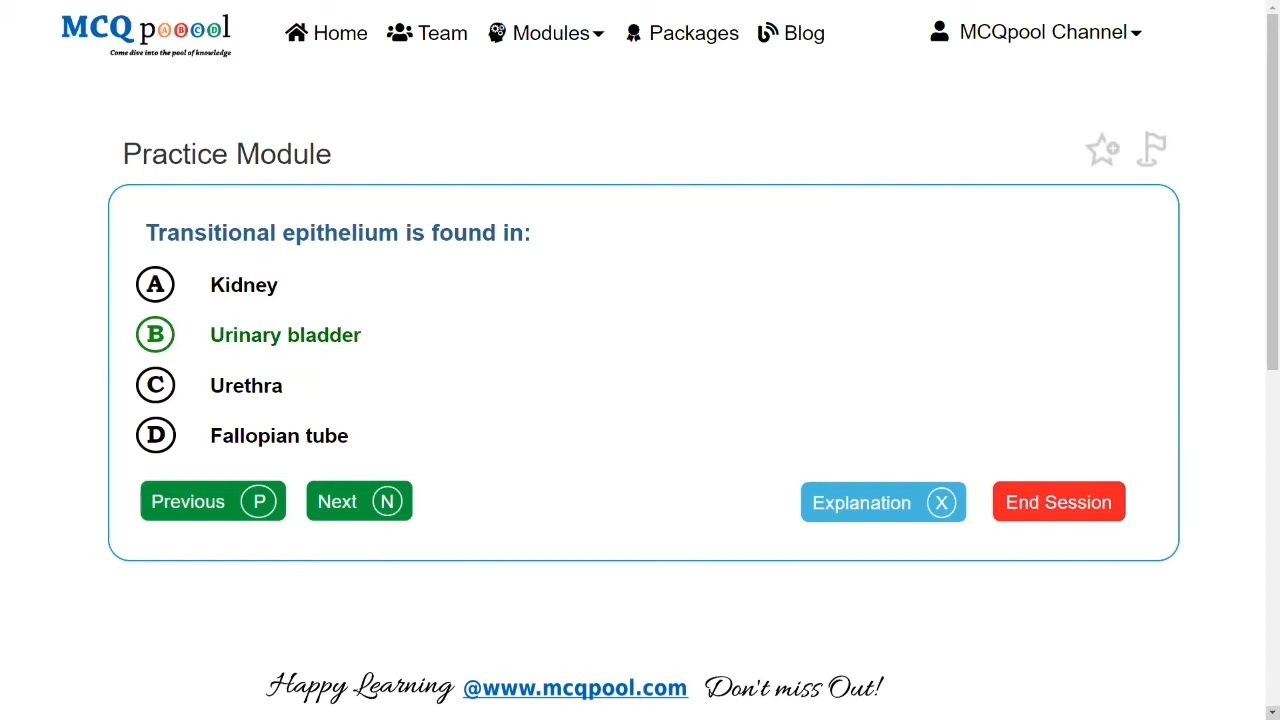 MCQ pooool
A B C D
Come dive into the pool of knowledge
Home Team Modules Packages Blog MCQpool Channel
Practice Module
Transitional epithelium is found in:
A Kidney
B Urinary bladder
C Urethra
D Fallopian tube
Previous P Next N Explanation X End Session
Happy Learning @www.mcqpool.com Don't miss Out!